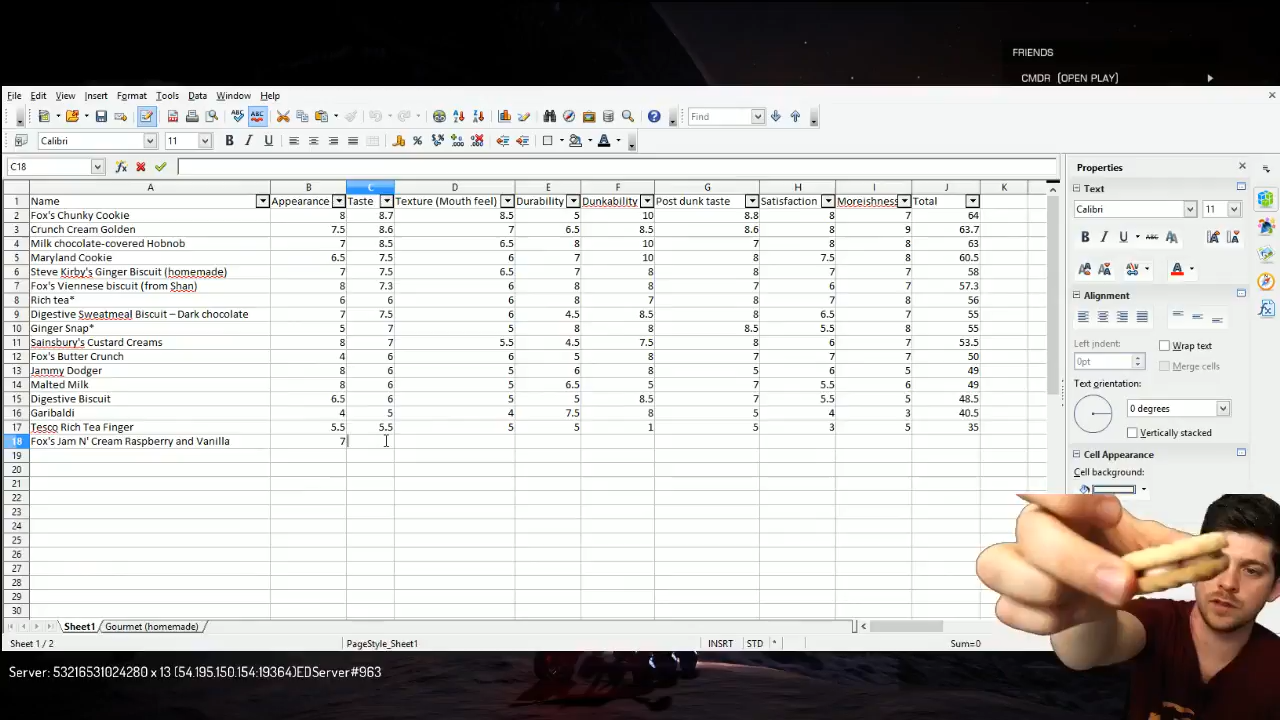 FRIENDS
CMDR (OPEN PLAY)
File Edit View Insert Format Tools Data Window Help
Find
Calibri 11
C18
Properties
A B C D E F G H I J K
Text
1 Name Appearance Taste Texture (Mouth feel) Durability Dunkability Post dunk taste Satisfaction Moreishness Total
Calibri 11
2 Fox's Chunky Cookie 8 8.7 8.5 5 10 8.8 8 7 64
3 Crunch Cream Golden 7.5 8.6 7 6.5 8.5 8.6 8 9 63.7
4 Milk chocolate-covered Hobnob 7 8.5 6.5 8 10 7 8 8 63
5 Maryland Cookie 6.5 7.5 6 7 10 8 7.5 8 60.5
6 Steve Kirby's Ginger Biscuit (homemade) 7 7.5 6.5 7 8 8 7 7 58
7 Fox's Viennese biscuit (from Shan) 8 7.3 6 8 8 7 6 7 57.3
8 Rich tea* 6 6 6 8 7 8 7 8 56
Alignment
9 Digestive Sweatmeal Biscuit – Dark chocolate 7 7.5 6 4.5 8.5 8 6.5 7 55
10 Ginger Snap* 5 7 5 8 8 8.5 5.5 8 55
11 Sainsbury's Custard Creams 8 7 5.5 4.5 7.5 8 6 7 53.5
Left indent: Wrap text
12 Fox's Butter Crunch 4 6 6 5 8 7 7 7 50
0pt Merge cells
13 Jammy Dodger 8 6 5 6 8 5 6 5 49
14 Malted Milk 8 6 5 6.5 5 7 5.5 6 49
Text orientation:
15 Digestive Biscuit 6.5 6 5 5 8.5 7 5.5 5 48.5
0 degrees
16 Garibaldi 4 5 4 7.5 8 5 4 3 40.5
17 Tesco Rich Tea Finger 5.5 5.5 5 5 1 5 3 5 35
Vertically stacked
18 Fox's Jam N' Cream Raspberry and Vanilla 7
19
Cell Appearance
20
Cell background:
21
22
23
24
25
26
27
28
29
30
Sheet1 Gourmet (homemade)
Sheet 1 / 2 PageStyle_Sheet1 INSRT STD * Sum=0
Server: 53216531024280 x 13 (54.195.150.154:19364)EDServer#963